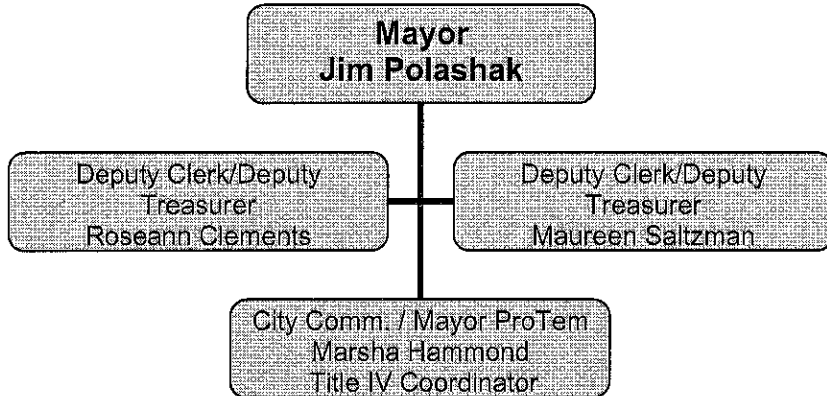 Mayor
Jim Polashak
Deputy Clerk/Deputy
Treasurer
Roseann Clements
Deputy Clerk/Deputy
Treasurer
Maureen Saltzman
City Comm. / Mayor ProTem
Marsha Hammond
Title IV Coordinator